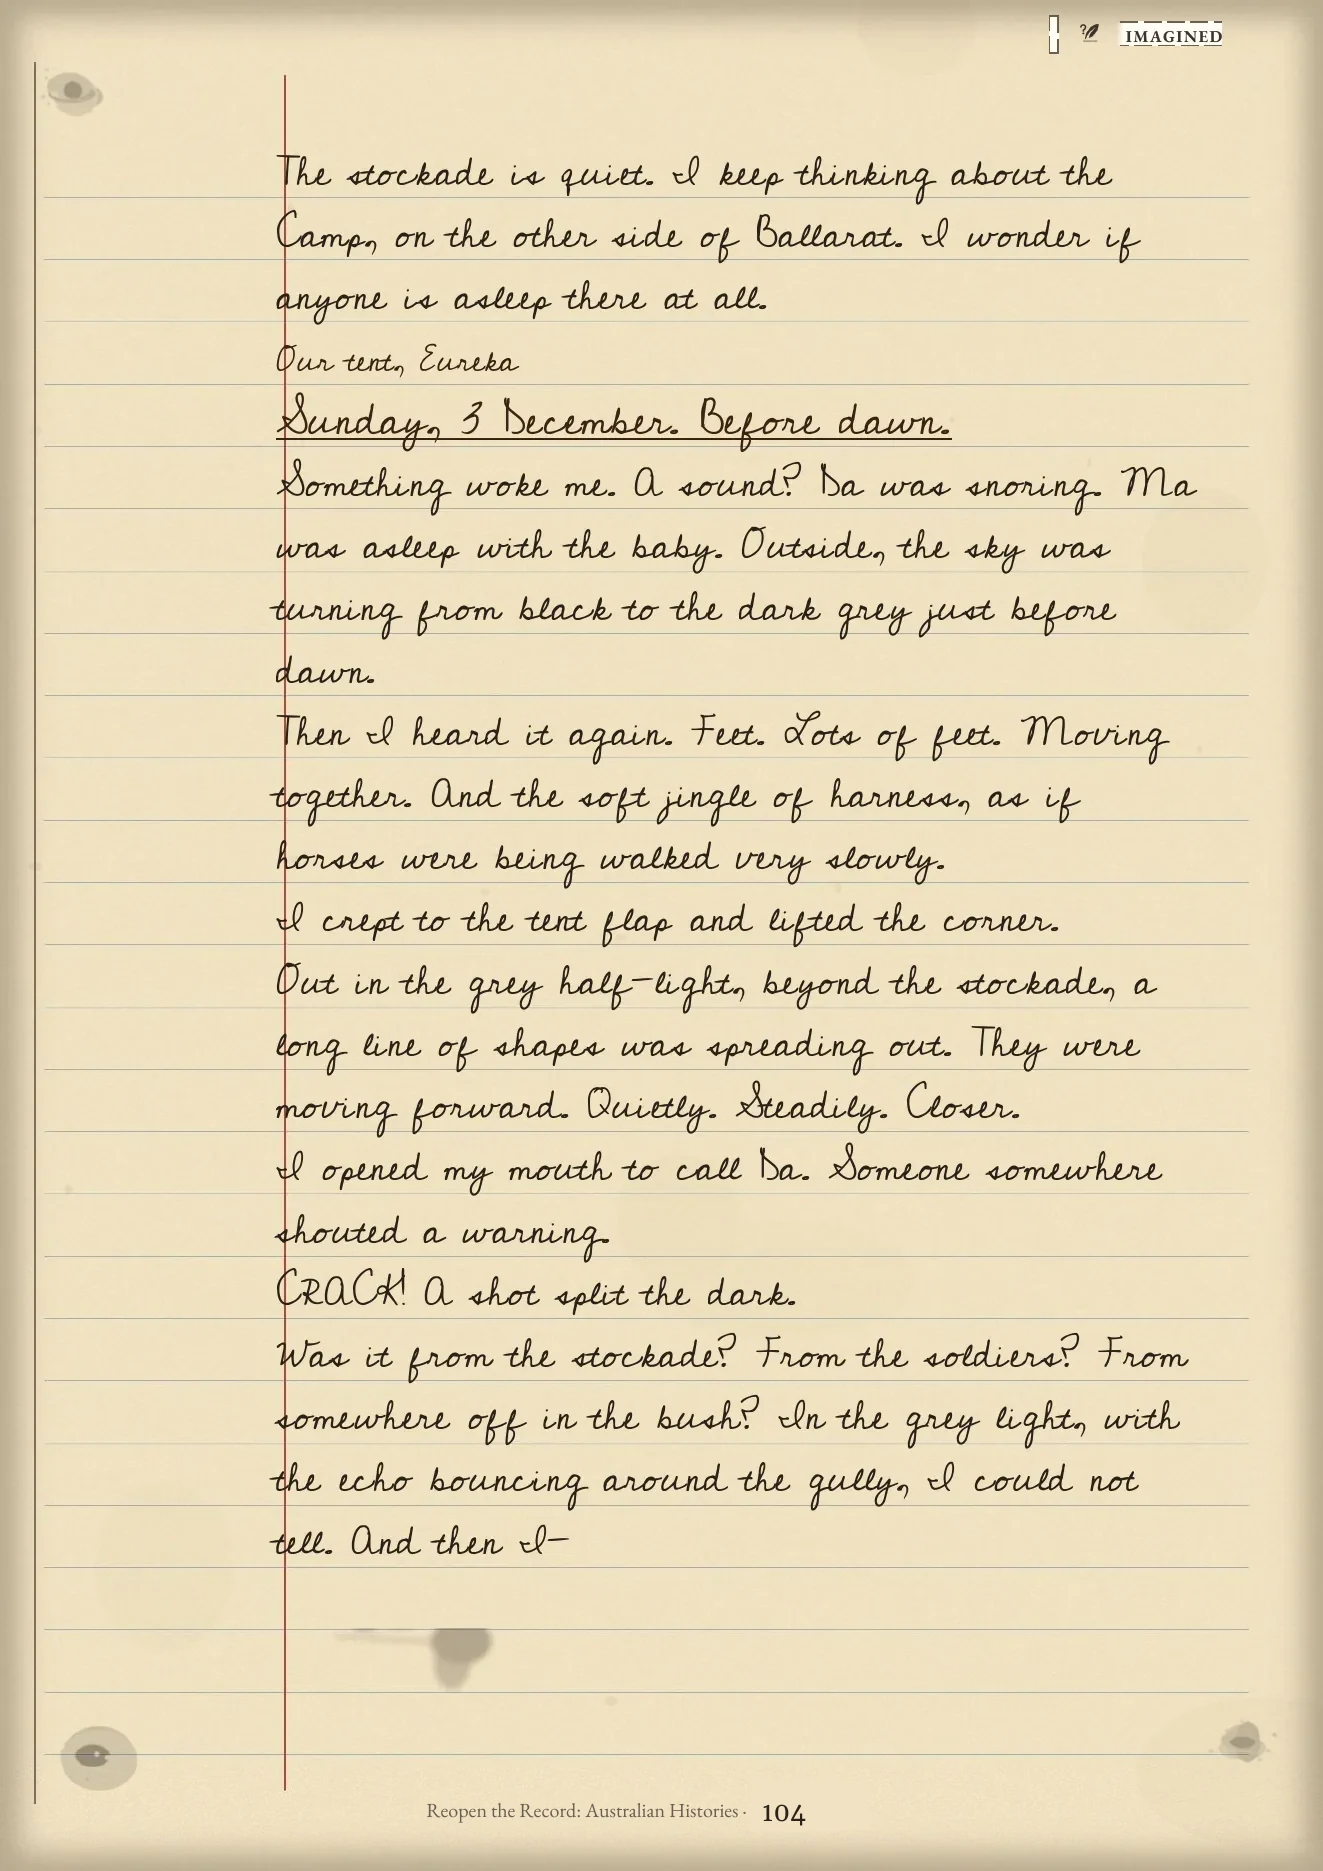 IMAGINED
The stockade is quiet. I keep thinking about the
Camp, on the other side of Ballarat. I wonder if
anyone is asleep there at all.
Our tent, Eureka
Sunday, 3 December. Before dawn.
Something woke me. A sound? Da was snoring. Ma
was asleep with the baby. Outside, the sky was
turning from black to the dark grey just before
dawn.
Then I heard it again. Feet. Lots of feet. Moving
together. And the soft jingle of harness, as if
horses were being walked very slowly.
I crept to the tent flap and lifted the corner.
Out in the grey half—light, beyond the stockade, a
long line of shapes was spreading out. They were
moving forward. Quietly. Steadily. Closer.
I opened my mouth to call Da. Someone somewhere
shouted a warning.
CRACK! A shot split the dark.
Was it from the stockade? From the soldiers? From
somewhere off in the bush? In the grey light, with
the echo bouncing around the gully, I could not
tell. And then I—
Reopen the Record: Australian Histories · 104